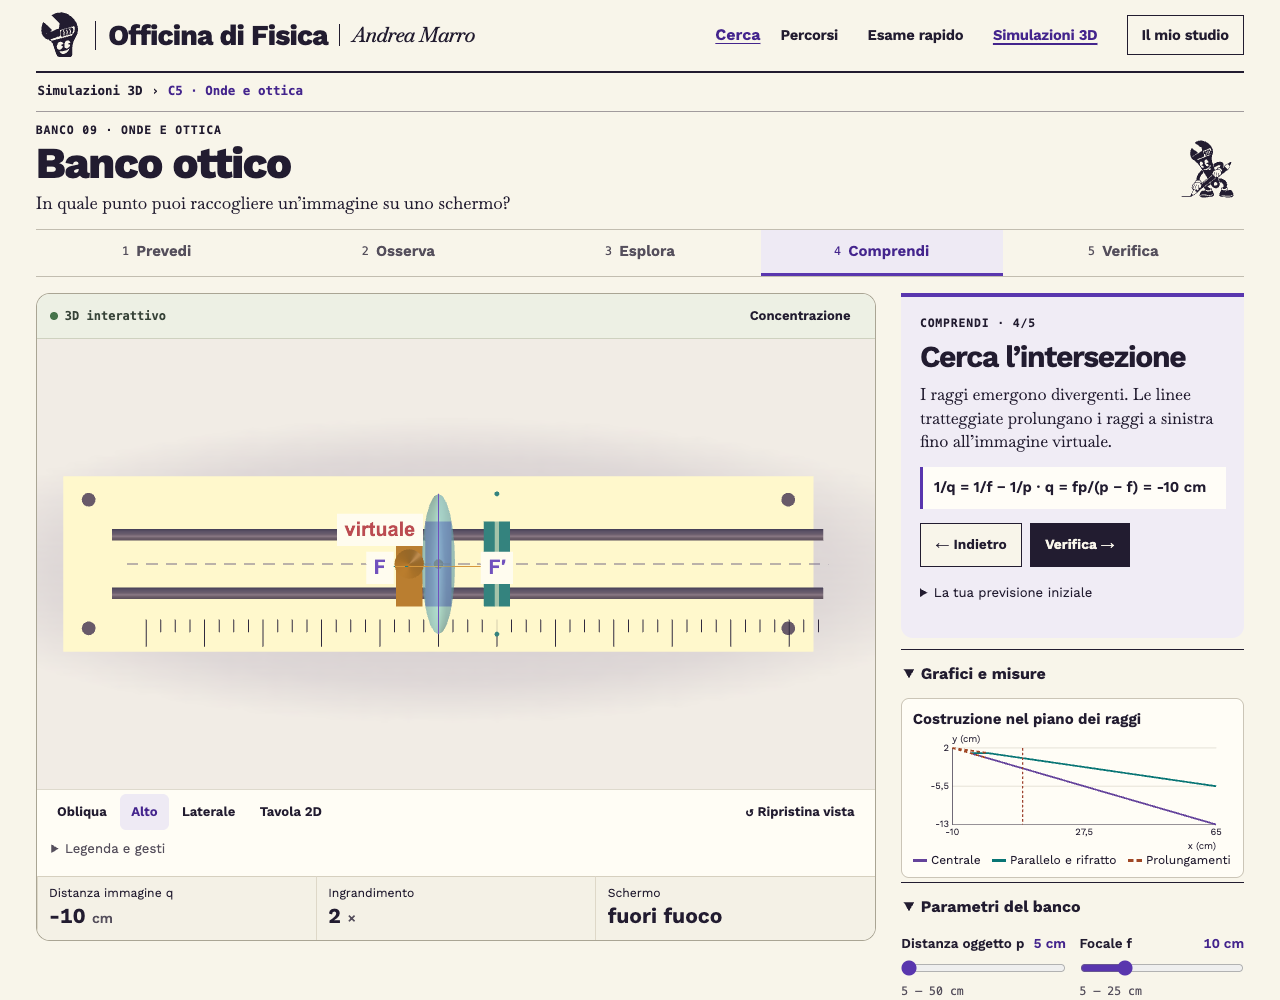 Officina di Fisica
Andrea Marro
Cerca
Percorsi
Esame rapido
Simulazioni 3D
Il mio studio
Simulazioni 3D › C5 · Onde e ottica
BANCO 09 · ONDE E OTTICA
Banco ottico
In quale punto puoi raccogliere un’immagine su uno schermo?
1 Prevedi
2 Osserva
3 Esplora
4 Comprendi
5 Verifica
3D interattivo
Concentrazione
virtuale
F
F′
Obliqua
Alto
Laterale
Tavola 2D
↺ Ripristina vista
▶ Legenda e gesti
Distanza immagine q
-10 cm
Ingrandimento
2 ×
Schermo
fuori fuoco
COMPRENDI · 4/5
Cerca l’intersezione
I raggi emergono divergenti. Le linee
tratteggiate prolungano i raggi a sinistra
fino all’immagine virtuale.
1/q = 1/f − 1/p · q = fp/(p − f) = -10 cm
← Indietro
Verifica →
▶ La tua previsione iniziale
▼ Grafici e misure
Costruzione nel piano dei raggi
y (cm)
2
-5,5
-13
-10
27,5
65
x (cm)
Centrale
Parallelo e rifratto
Prolungamenti
▼ Parametri del banco
Distanza oggetto p 5 cm
Focale f 10 cm
5 — 50 cm
5 — 25 cm